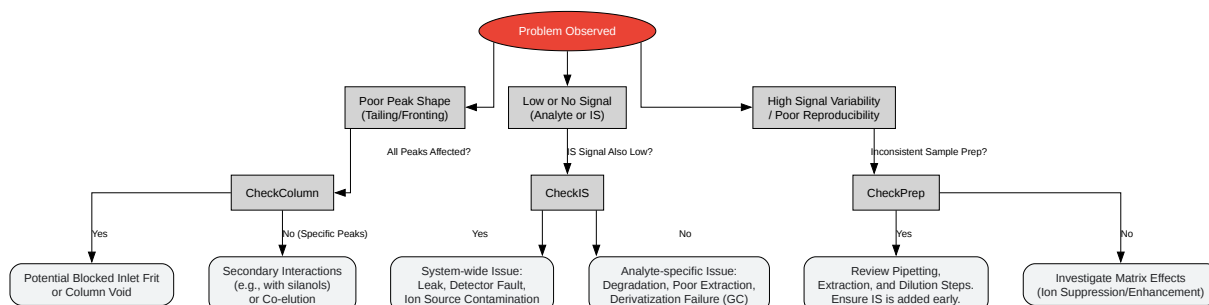 Problem Observed
Poor Peak Shape
(Tailing/Fronting)
Low or No Signal
(Analyte or IS)
High Signal Variability
/ Poor Reproducibility
All Peaks Affected?
IS Signal Also Low?
Inconsistent Sample Prep?
CheckColumn
CheckIS
CheckPrep
Yes
No (Specific Peaks)
Yes
No
Yes
No
Potential Blocked Inlet Frit
or Column Void
Secondary Interactions
(e.g., with silanols)
or Co-elution
System-wide Issue:
Leak, Detector Fault,
Ion Source Contamination
Analyte-specific Issue:
Degradation, Poor Extraction,
Derivatization Failure (GC)
Review Pipetting,
Extraction, and Dilution Steps.
Ensure IS is added early.
Investigate Matrix Effects
(Ion Suppression/Enhancement)